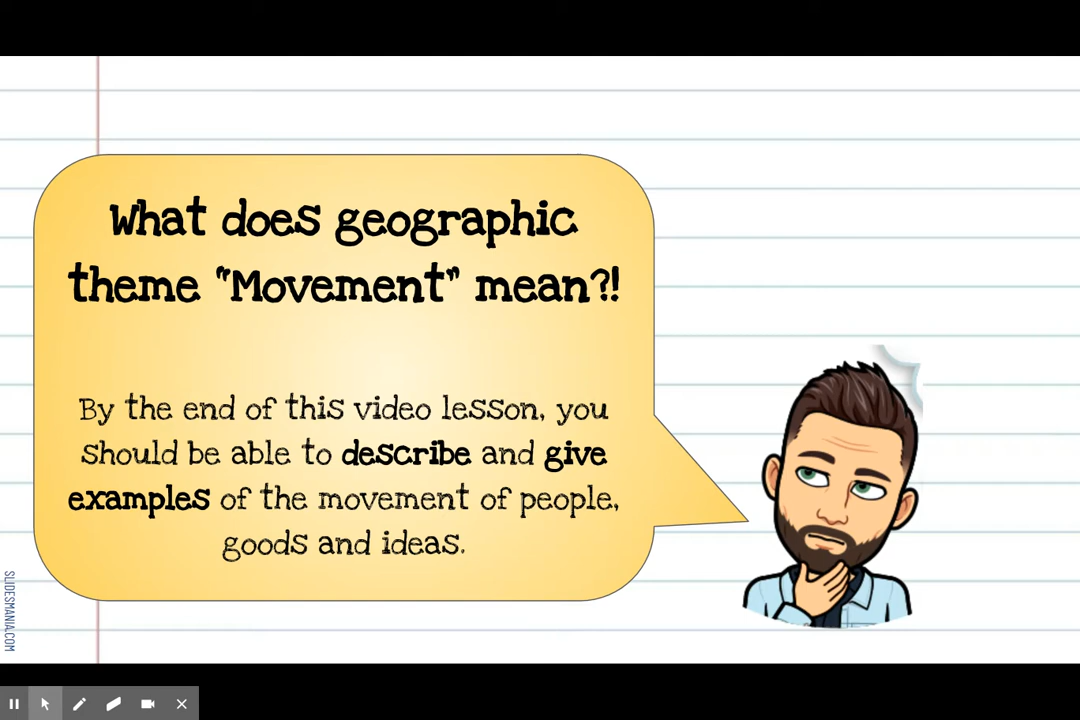 What does geographic
theme "Movement" mean?!
By the end of this video lesson, you
should be able to describe and give
examples of the movement of people,
goods and ideas.
SLIDESMANIA.COM